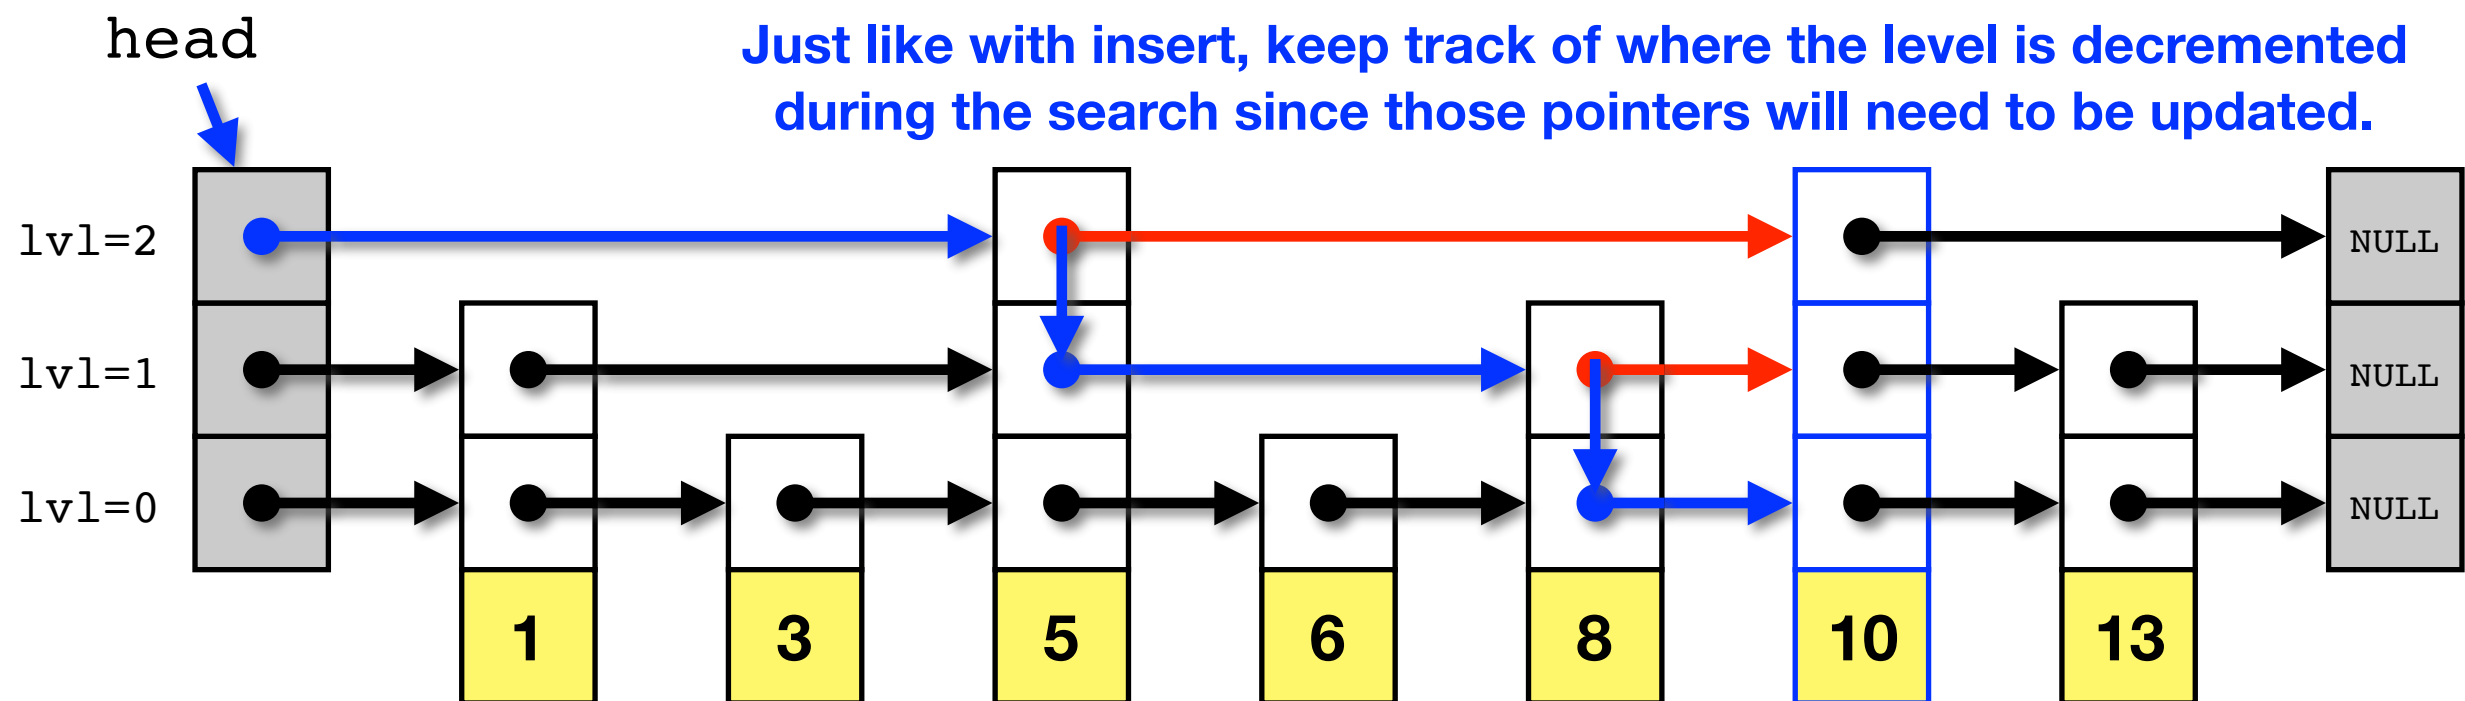 head
Just like with insert, keep track of where the level is decremented
during the search since those pointers will need to be updated.
lvl=2 NULL
lvl=1 NULL
lvl=0 NULL
1 3 5 6 8 10 13